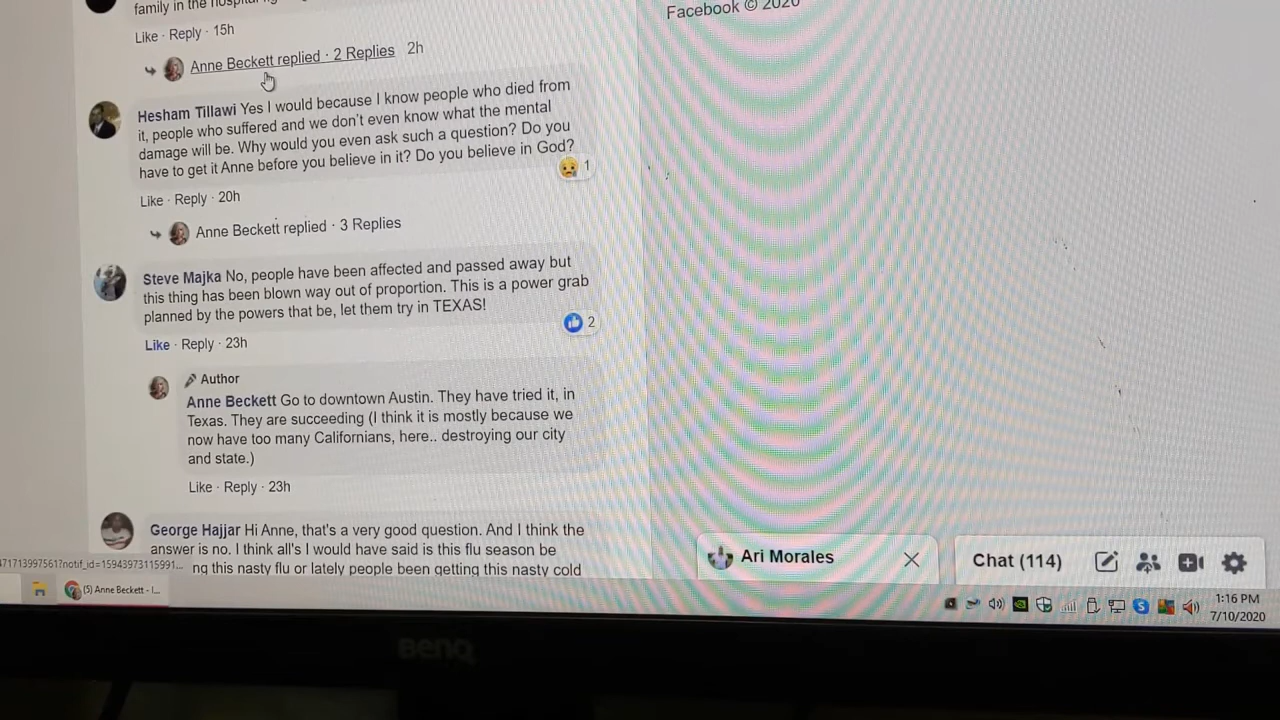 family in the hospital
Facebook © 2020
Like · Reply · 15h
Anne Beckett replied · 2 Replies 2h
Hesham Tillawi Yes I would because I know people who died from
it, people who suffered and we don't even know what the mental
damage will be. Why would you even ask such a question? Do you
have to get it Anne before you believe in it? Do you believe in God?
1
Like · Reply · 20h
Anne Beckett replied · 3 Replies
Steve Majka No, people have been affected and passed away but
this thing has been blown way out of proportion. This is a power grab
planned by the powers that be, let them try in TEXAS!
2
Like · Reply · 23h
Author
Anne Beckett Go to downtown Austin. They have tried it, in
Texas. They are succeeding (I think it is mostly because we
now have too many Californians, here.. destroying our city
and state.)
Like · Reply · 23h
George Hajjar Hi Anne, that's a very good question. And I think the
answer is no. I think all's I would have said is this flu season be
ng this nasty flu or lately people been getting this nasty cold
471713997561?notif_id=15943973115991...
Ari Morales
Chat (114)
(5) Anne Beckett - I...
1:16 PM
7/10/2020
BenQ